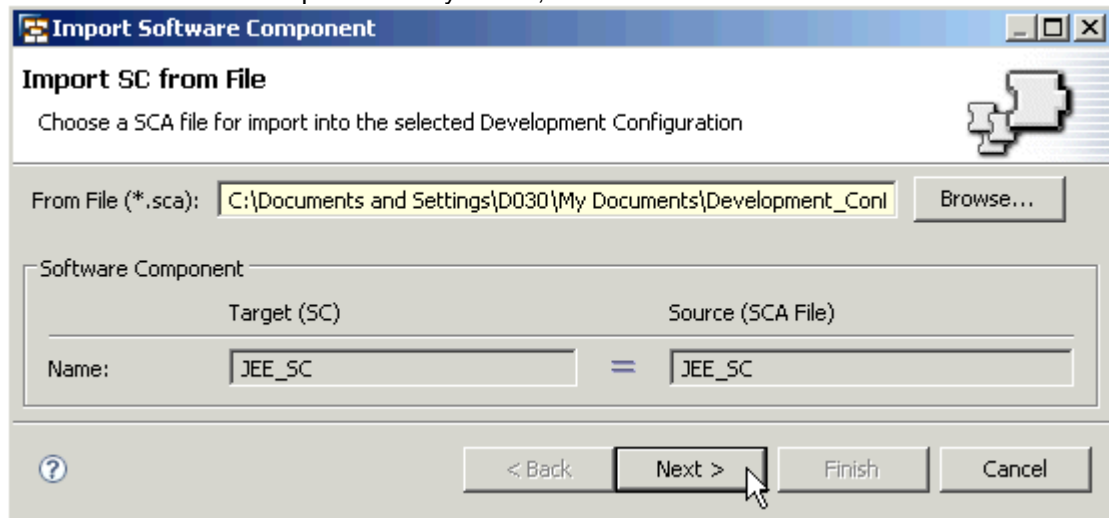 Import Software Component
Import SC from File
Choose a SCA file for import into the selected Development Configuration
From File (*.sca): C:\Documents and Settings\D030\My Documents\Development_Conf Browse...
Software Component
Target (SC) Source (SCA File)
Name: JEE_SC = JEE_SC
< Back Next > Finish Cancel